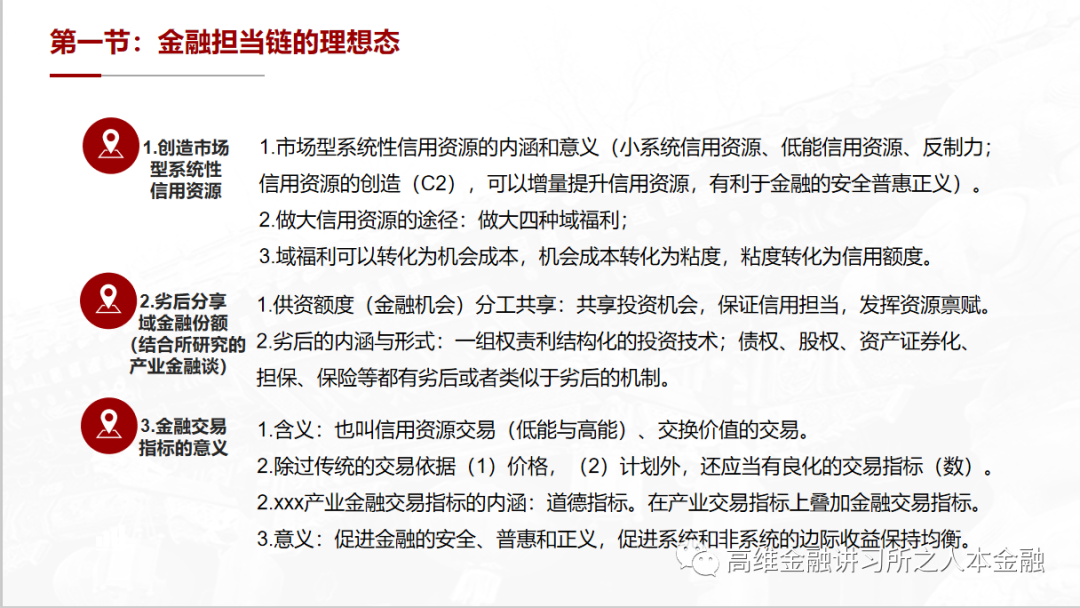 第一节：金融担当链的理想态
1.创造市场
型系统性
信用资源
1.市场型系统性信用资源的内涵和意义（小系统信用资源、低能信用资源、反制力；
信用资源的创造（C2），可以增量提升信用资源，有利于金融的安全普惠正义）。
2.做大信用资源的途径：做大四种域福利；
3.域福利可以转化为机会成本，机会成本转化为粘度，粘度转化为信用额度。
2.劣后分享
域金融份额
（结合所研究的
产业金融谈）
1.供资额度（金融机会）分工共享：共享投资机会，保证信用担当，发挥资源禀赋。
2.劣后的内涵与形式：一组权责利结构化的投资技术；债权、股权、资产证券化、
担保、保险等都有劣后或者类似于劣后的机制。
3.金融交易
指标的意义
1.含义：也叫信用资源交易（低能与高能）、交换价值的交易。
2.除过传统的交易依据（1）价格，（2）计划外，还应当有良化的交易指标（数）。
2.xxx产业金融交易指标的内涵：道德指标。在产业交易指标上叠加金融交易指标。
3.意义：促进金融的安全、普惠和正义，促进系统和非系统的边际收益保持均衡。
高维金融讲习所之人本金融